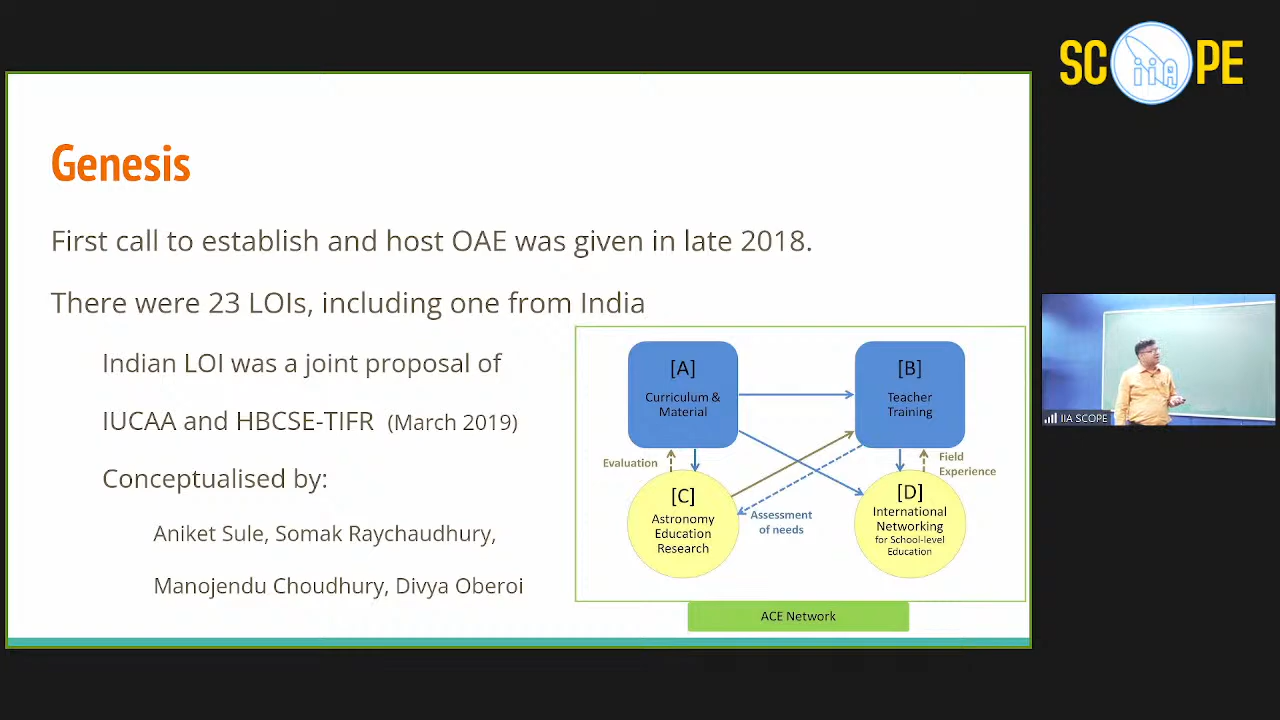 SC iiA PE
Genesis
First call to establish and host OAE was given in late 2018.
There were 23 LOIs, including one from India
Indian LOI was a joint proposal of
IUCAA and HBCSE-TIFR (March 2019)
Conceptualised by:
Aniket Sule, Somak Raychaudhury,
Manojendu Choudhury, Divya Oberoi
[A]
Curriculum &
Material
[B]
Teacher
Training
Evaluation
Field
Experience
[C]
Astronomy
Education
Research
Assessment
of needs
[D]
International
Networking
for School-level
Education
ACE Network
IIA SCOPE